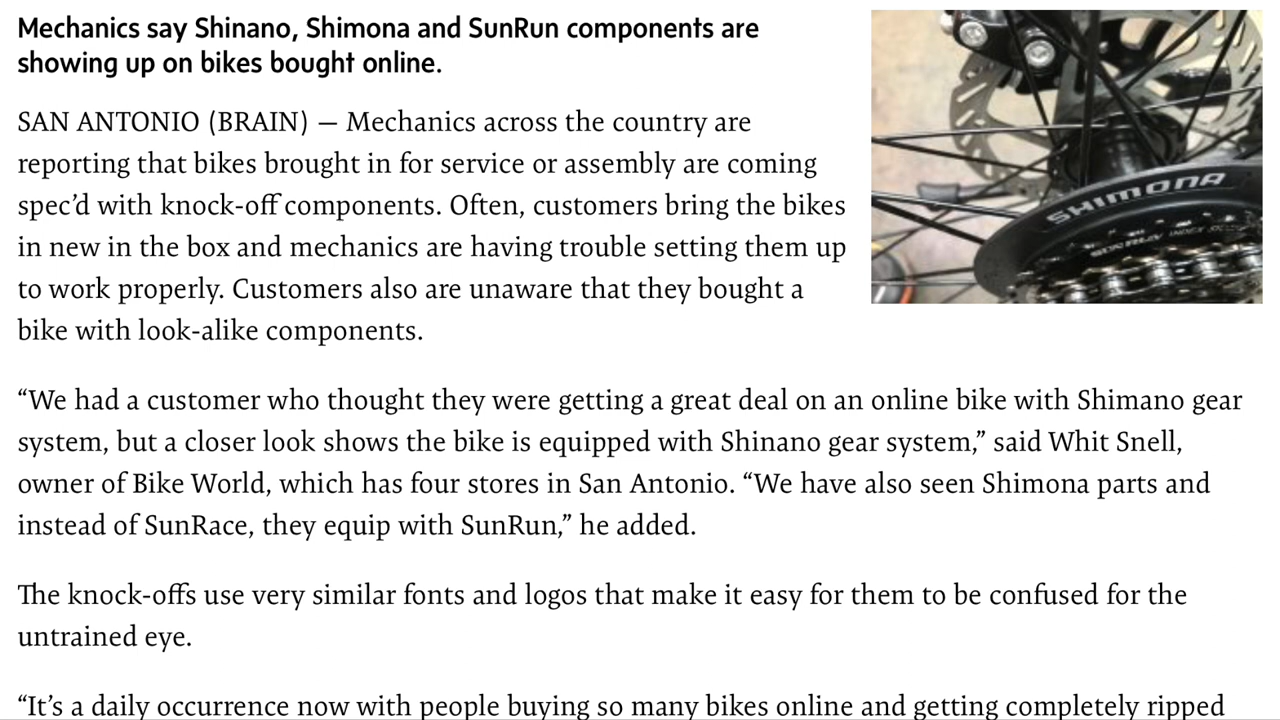 Mechanics say Shinano, Shimona and SunRun components are
showing up on bikes bought online.
SAN ANTONIO (BRAIN) — Mechanics across the country are
reporting that bikes brought in for service or assembly are coming
spec’d with knock-off components. Often, customers bring the bikes
in new in the box and mechanics are having trouble setting them up
to work properly. Customers also are unaware that they bought a
bike with look-alike components.
SHIMONA
SUNRUN INDEX
“We had a customer who thought they were getting a great deal on an online bike with Shimano gear
system, but a closer look shows the bike is equipped with Shinano gear system,” said Whit Snell,
owner of Bike World, which has four stores in San Antonio. “We have also seen Shimona parts and
instead of SunRace, they equip with SunRun,” he added.
The knock-offs use very similar fonts and logos that make it easy for them to be confused for the
untrained eye.
“It’s a daily occurrence now with people buying so many bikes online and getting completely ripped